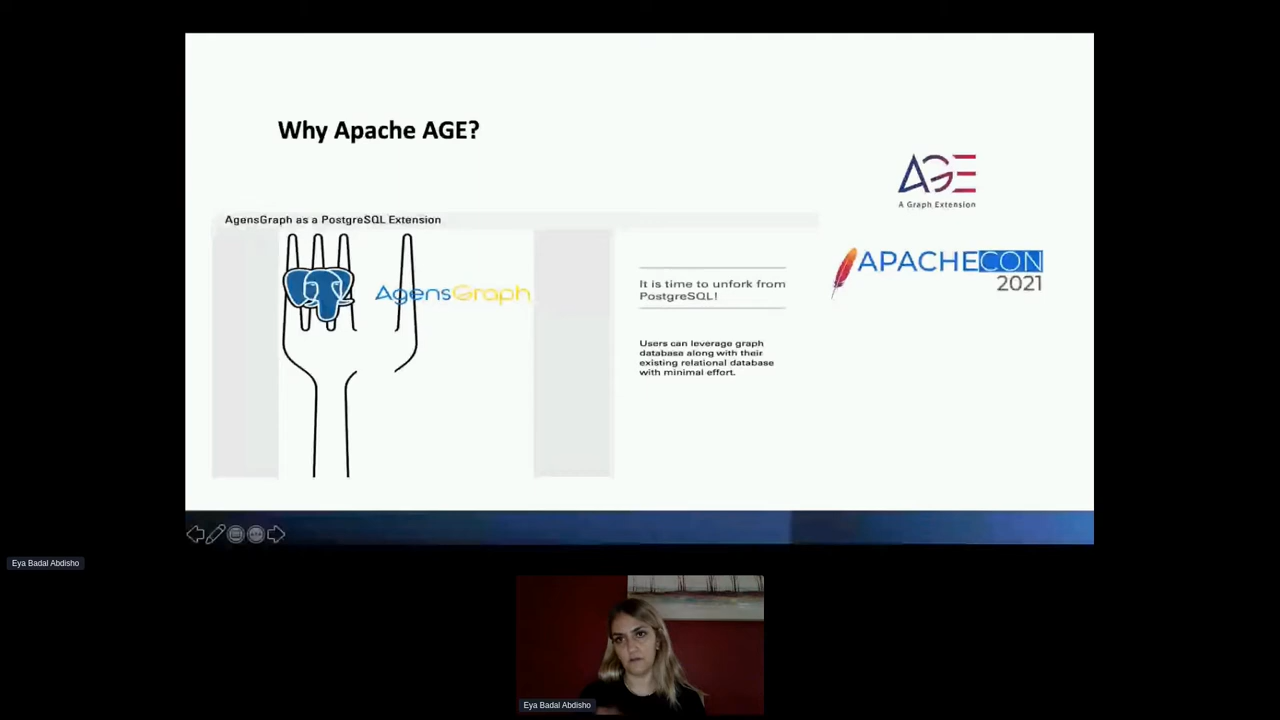 Why Apache AGE?
AGE
A Graph Extension
AgensGraph as a PostgreSQL Extension
AgensGraph
APACHECON
2021
It is time to unfork from
PostgreSQL!
Users can leverage graph
database along with their
existing relational database
with minimal effort.
Eya Badal Abdisho
Eya Badal Abdisho